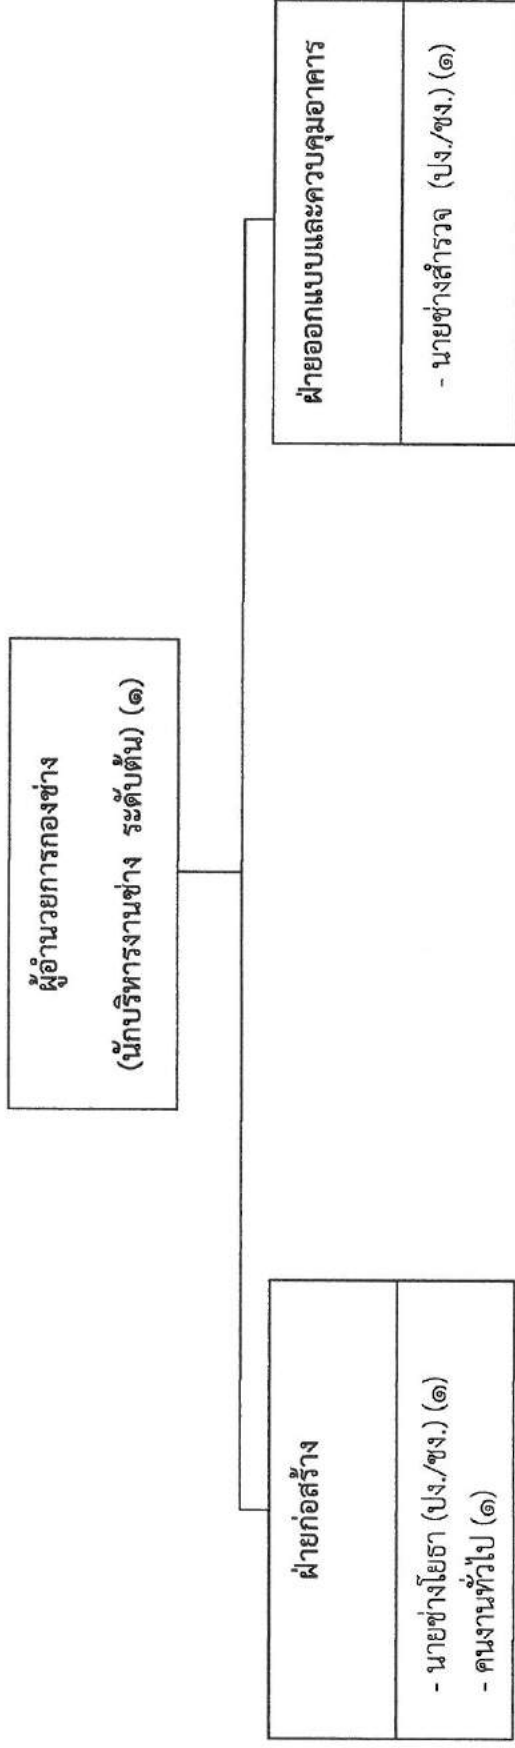 ผู้อำนวยการกองช่าง
(นักบริหารงานช่าง ระดับต้น) (๑)
ฝ่ายก่อสร้าง
- นายช่างโยธา (ปง./ชง.) (๑)
- คนงานทั่วไป (๑)
ฝ่ายออกแบบและควบคุมอาคาร
- นายช่างสำรวจ (ปง./ชง.) (๑)